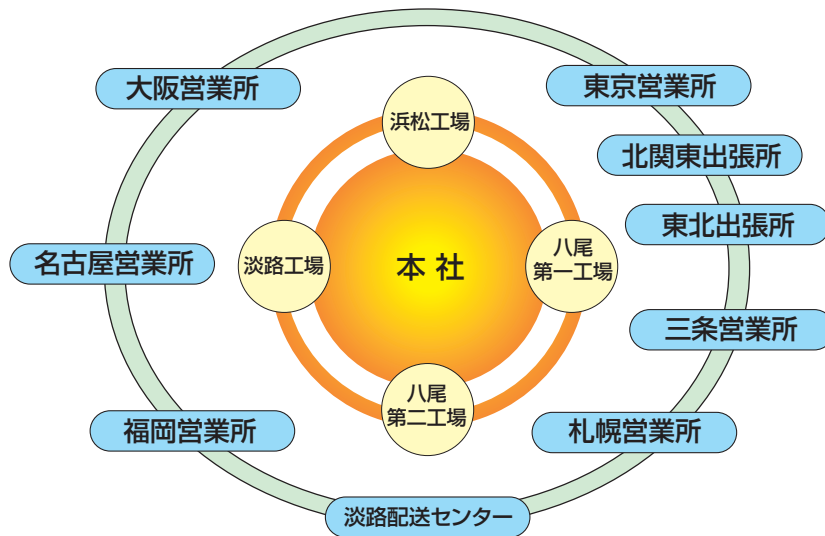 大阪営業所
東京営業所
浜松工場
北関東出張所
東北出張所
名古屋営業所
淡路工場
本社
八尾
第一工場
三条営業所
八尾
第二工場
福岡営業所
札幌営業所
淡路配送センター